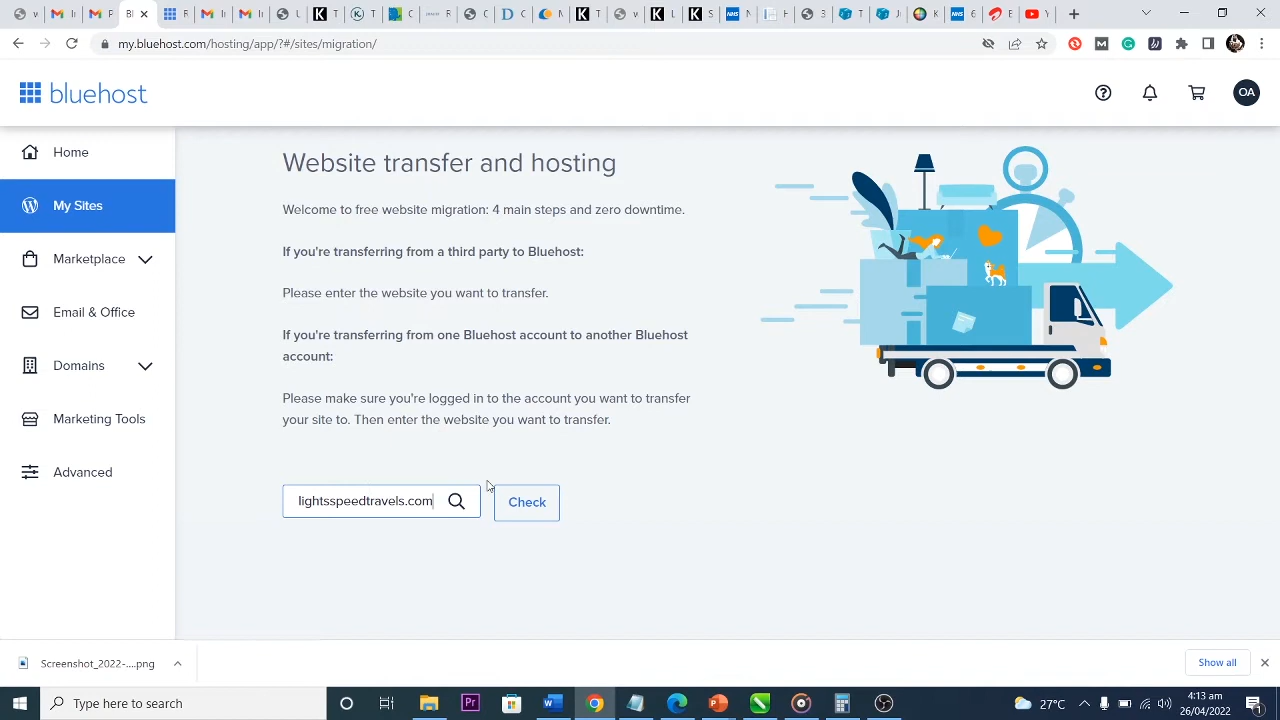 my.bluehost.com/hosting/app/?#/sites/migration/
bluehost
OA
Home
My Sites
Marketplace
Email & Office
Domains
Marketing Tools
Advanced
Website transfer and hosting
Welcome to free website migration: 4 main steps and zero downtime.
If you're transferring from a third party to Bluehost:
Please enter the website you want to transfer.
If you're transferring from one Bluehost account to another Bluehost
account:
Please make sure you're logged in to the account you want to transfer
your site to. Then enter the website you want to transfer.
lightsspeedtravels.com
Check
Screenshot_2022-....png
Show all
Type here to search
27°C
4:13 am
26/04/2022